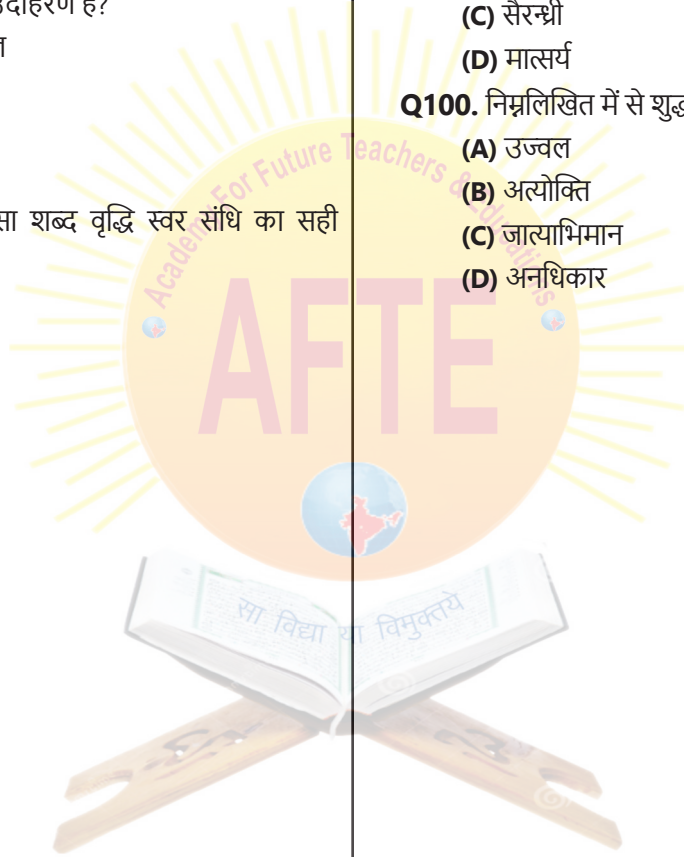 उदाहरण है?
सा शब्द वृद्धि स्वर संधि का सही
(C) सैरन्ध्री
(D) मात्सर्य
Q100. निम्नलिखित में से शुद्ध
(A) उज्वल
(B) अत्योक्ति
(C) जात्याभिमान
(D) अनधिकार
Academy For Future Teachers & Educations
AFTE
सा विद्या या विमुक्तये